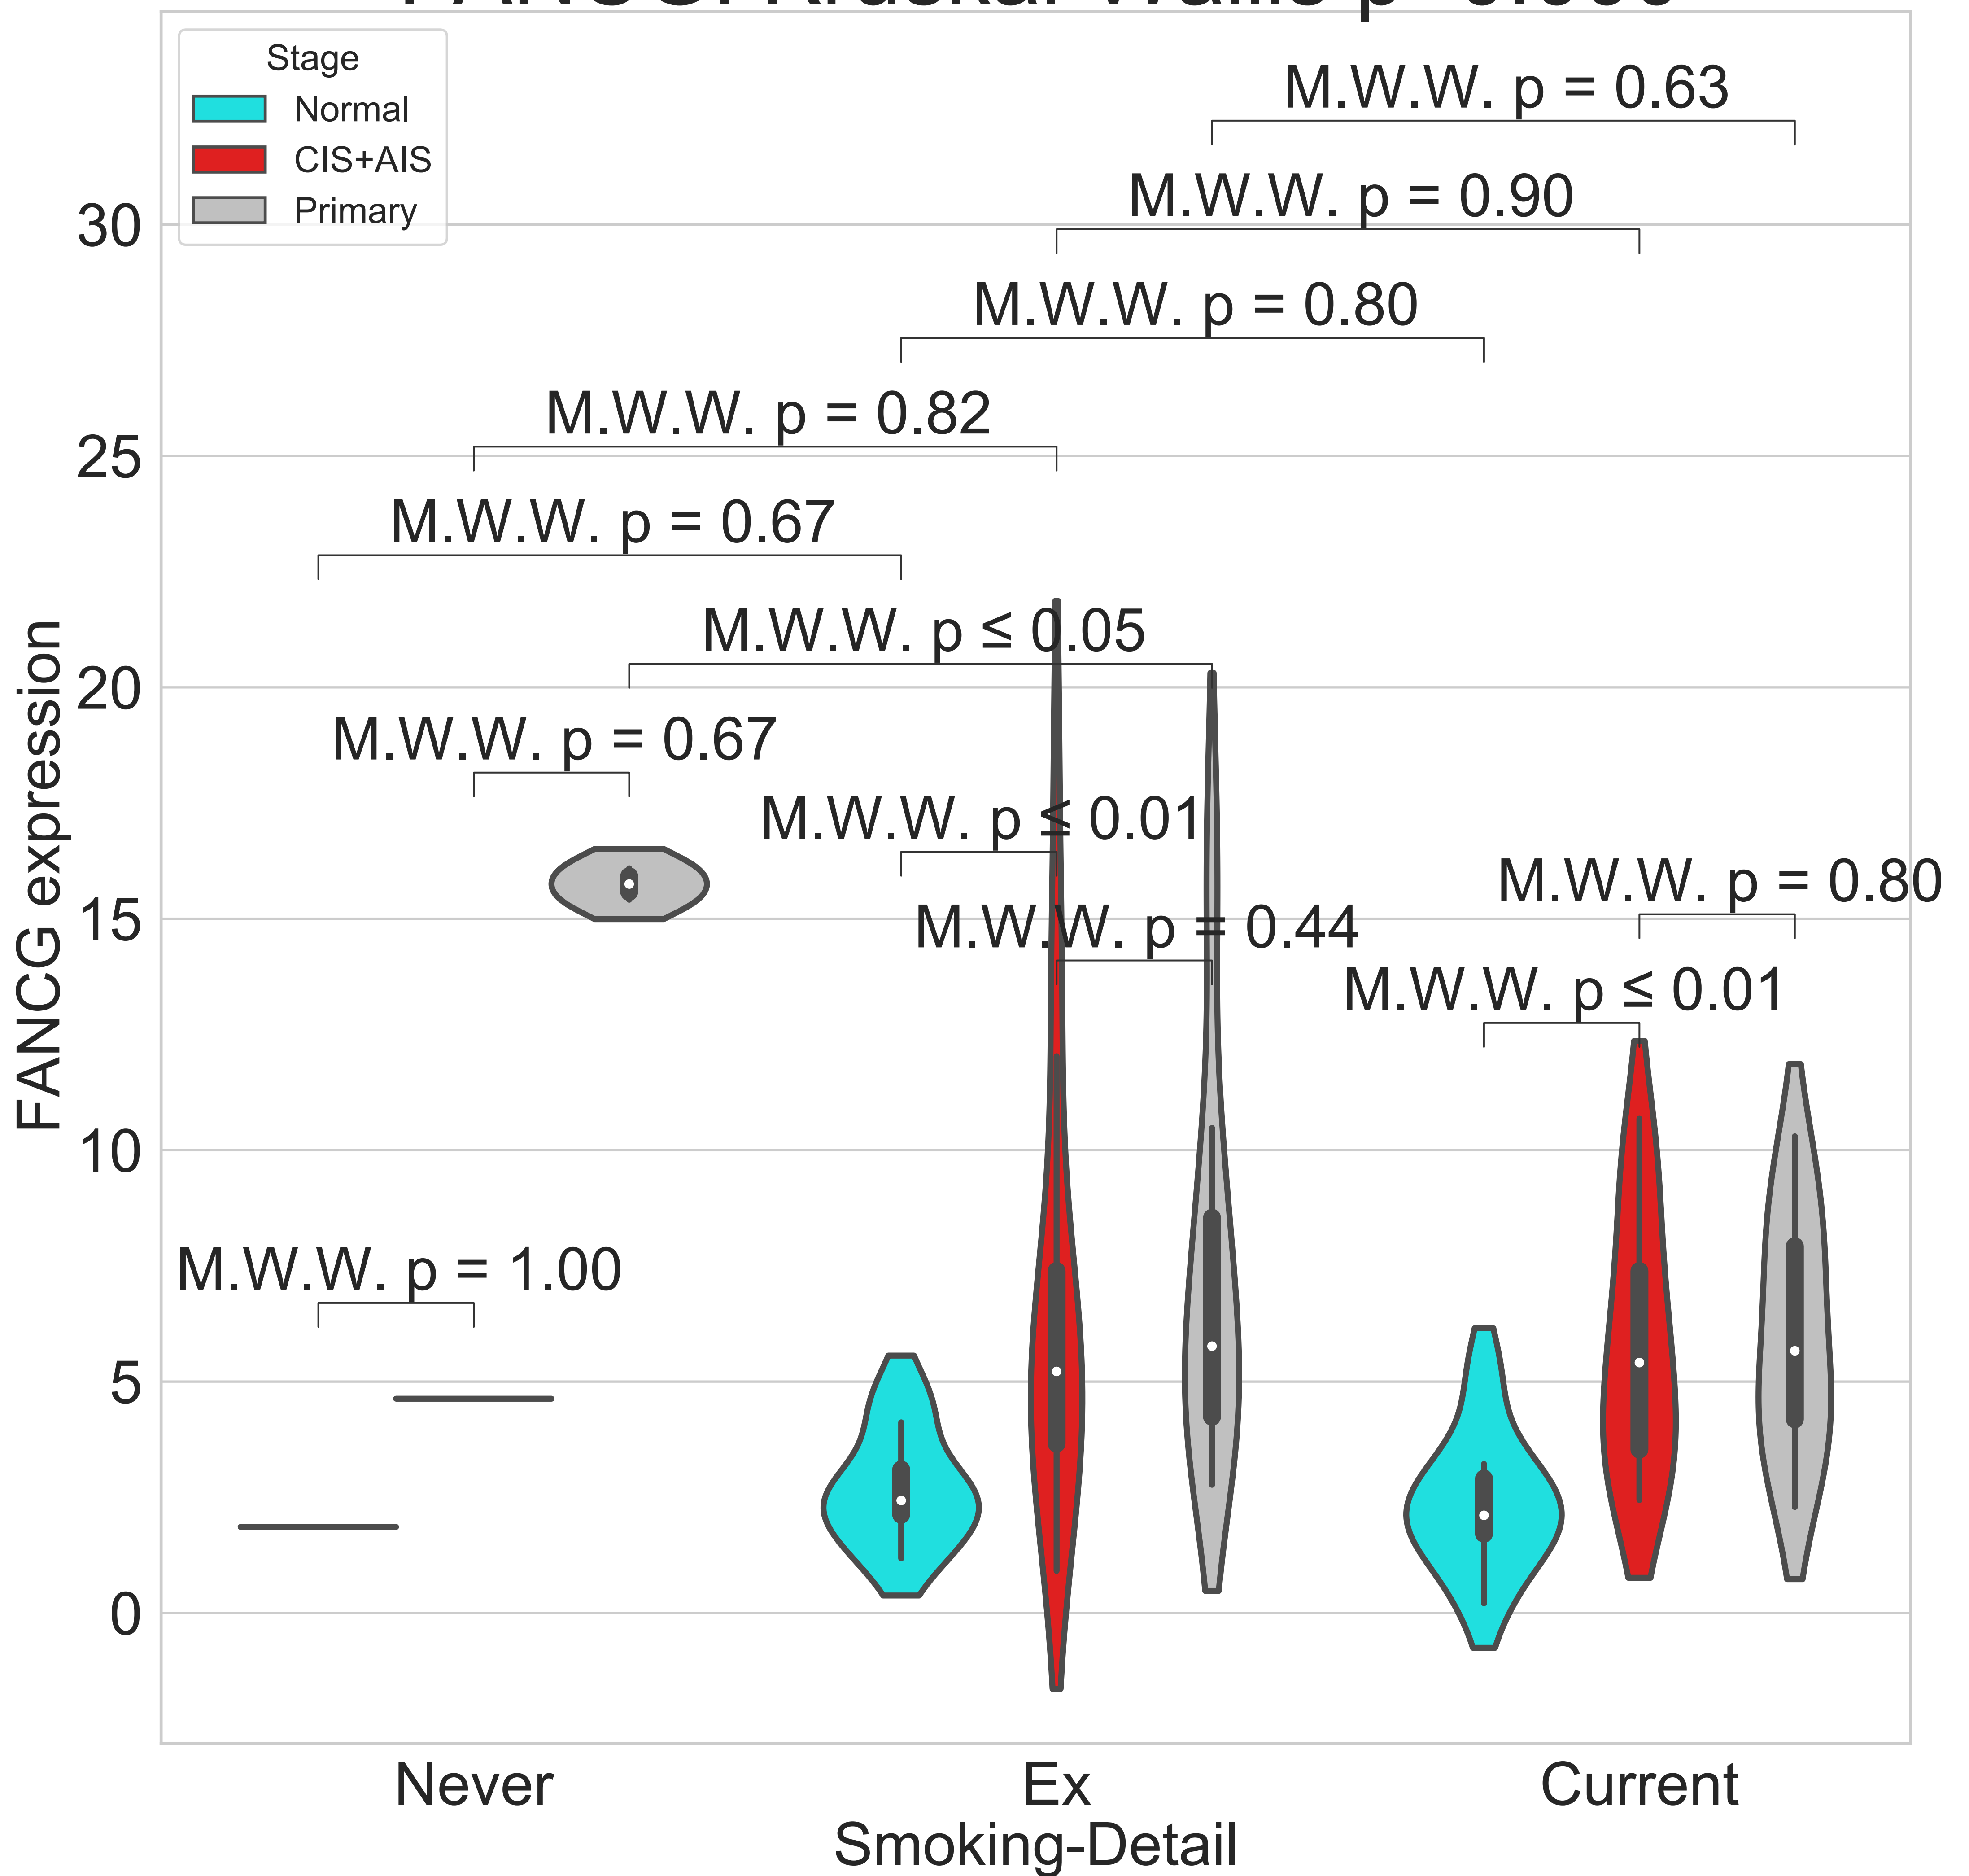 Stage
Normal
CIS+AIS
Primary
M.W.W. p = 0.63
M.W.W. p = 0.90
M.W.W. p = 0.80
M.W.W. p = 0.82
M.W.W. p = 0.67
M.W.W. p ≤ 0.05
M.W.W. p = 0.67
M.W.W. p ≤ 0.01
M.W.W. p = 0.80
M.W.W. p = 0.44
M.W.W. p ≤ 0.01
M.W.W. p = 1.00
30
25
20
15
10
5
0
FANCG expression
Never
Ex
Current
Smoking-Detail